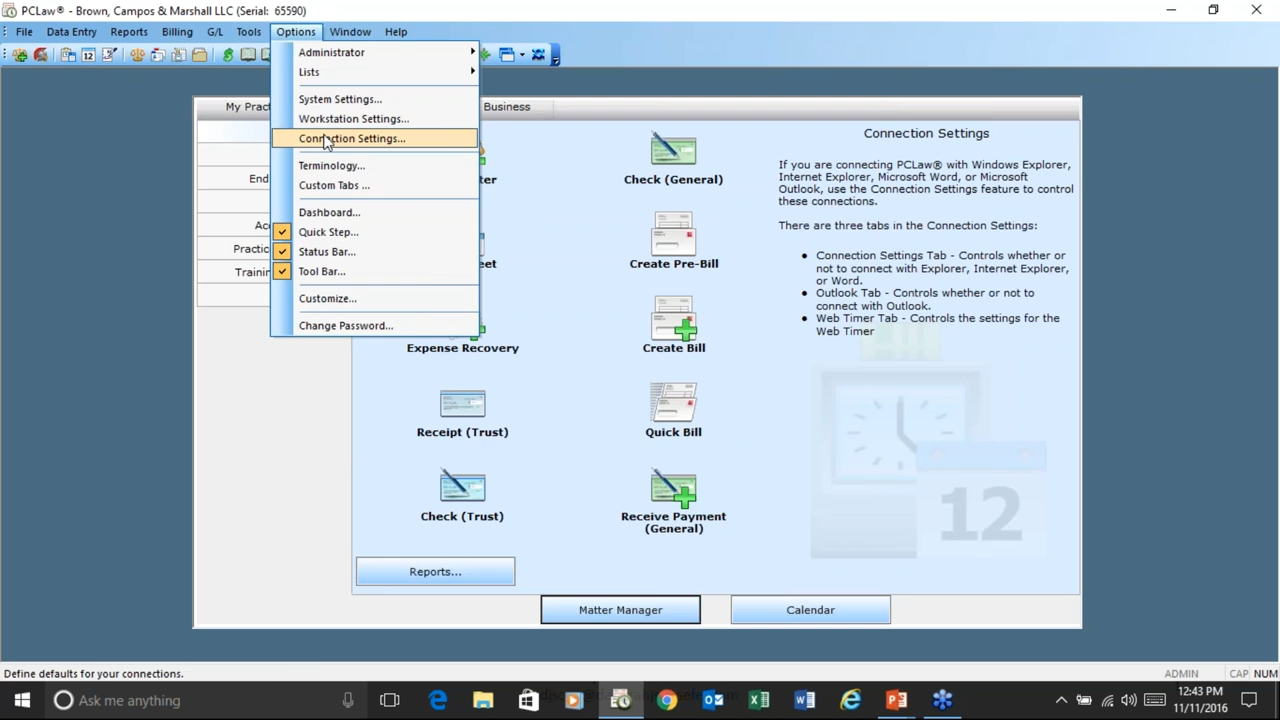 PCLaw® - Brown, Campos & Marshall LLC (Serial: 65590)
File Data Entry Reports Billing G/L Tools Options Window Help
12
Administrator
Lists
System Settings...
Workstation Settings...
Connection Settings...
Terminology...
Custom Tabs ...
Dashboard...
Quick Step...
Status Bar...
Tool Bar...
Customize...
Change Password...
My Prac
Business
End
Acc
Practic
Trainin
ter
Check (General)
eet
Create Pre-Bill
Expense Recovery
Create Bill
Receipt (Trust)
Quick Bill
Check (Trust)
Receive Payment
(General)
Reports...
Connection Settings
If you are connecting PCLaw® with Windows Explorer,
Internet Explorer, Microsoft Word, or Microsoft
Outlook, use the Connection Settings feature to control
these connections.
There are three tabs in the Connection Settings:
• Connection Settings Tab - Controls whether or
not to connect with Explorer, Internet Explorer,
or Word.
• Outlook Tab - Controls whether or not to
connect with Outlook.
• Web Timer Tab - Controls the settings for the
Web Timer
12
Matter Manager
Calendar
Define defaults for your connections.
ADMIN CAP NUM
Ask me anything
12:43 PM
11/11/2016